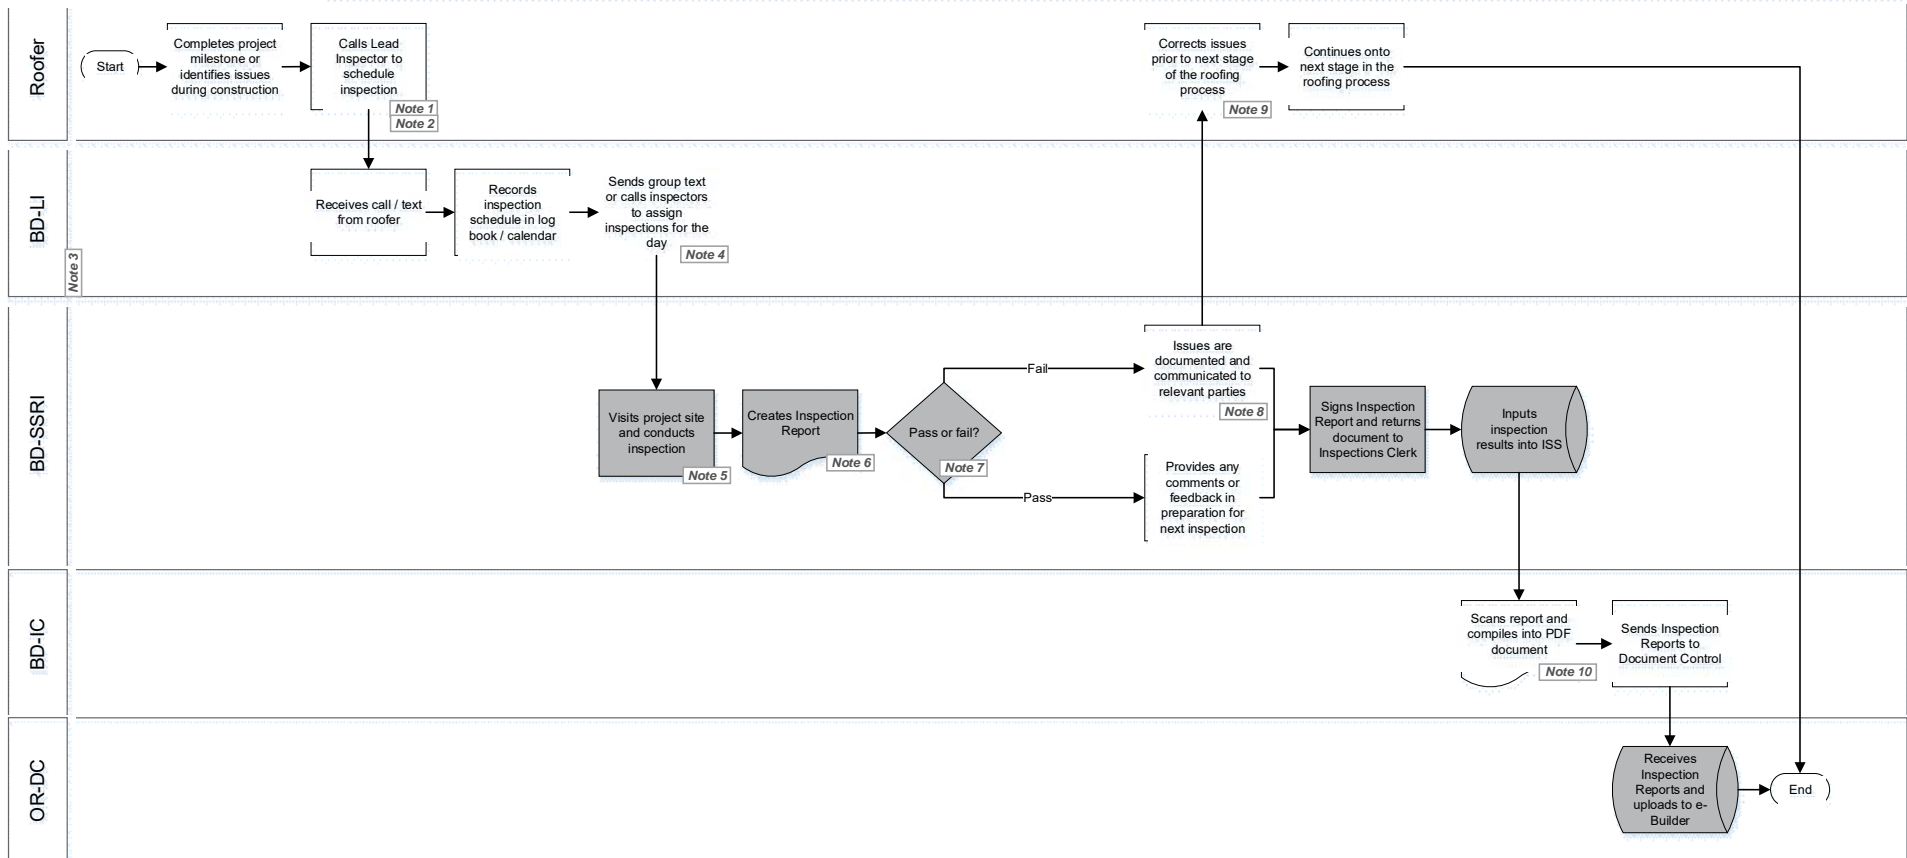 Roofer
Start
Completes project
milestone or
identifies issues
during construction
Calls Lead
Inspector to
schedule
inspection
Note 1
Note 2
Corrects issues
prior to next stage
of the roofing
process
Note 9
Continues onto
next stage in the
roofing process
BD-LI
Note 3
Receives call / text
from roofer
Records
inspection
schedule in log
book / calendar
Sends group text
or calls inspectors
to assign
inspections for the
day
Note 4
BD-SSRI
Visits project site
and conducts
inspection
Note 5
Creates Inspection
Report
Note 6
Pass or fail?
Note 7
Fail
Pass
Issues are
documented and
communicated to
relevant parties
Note 8
Provides any
comments or
feedback in
preparation for
next inspection
Signs Inspection
Report and returns
document to
Inspections Clerk
Inputs
inspection
results into ISS
BD-IC
Scans report and
compiles into PDF
document
Note 10
Sends Inspection
Reports to
Document Control
OR-DC
Receives
Inspection
Reports and
uploads to e-
Builder
End